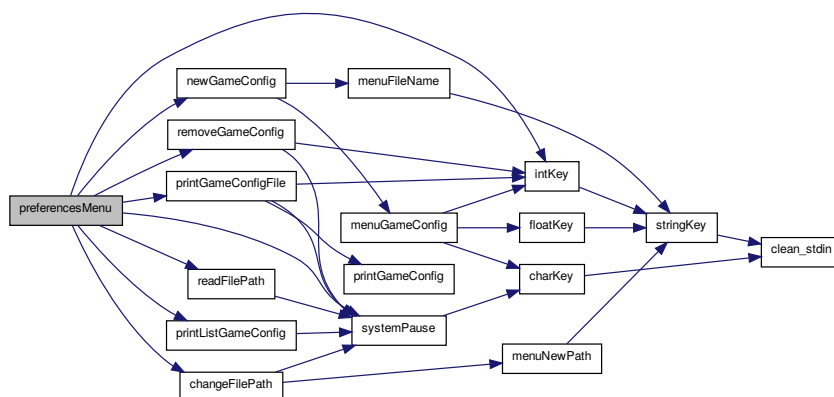 preferencesMenu
newGameConfig
removeGameConfig
printGameConfigFile
readFilePath
printListGameConfig
changeFilePath
menuFileName
menuGameConfig
printGameConfig
systemPause
intKey
floatKey
charKey
menuNewPath
stringKey
clean_stdin